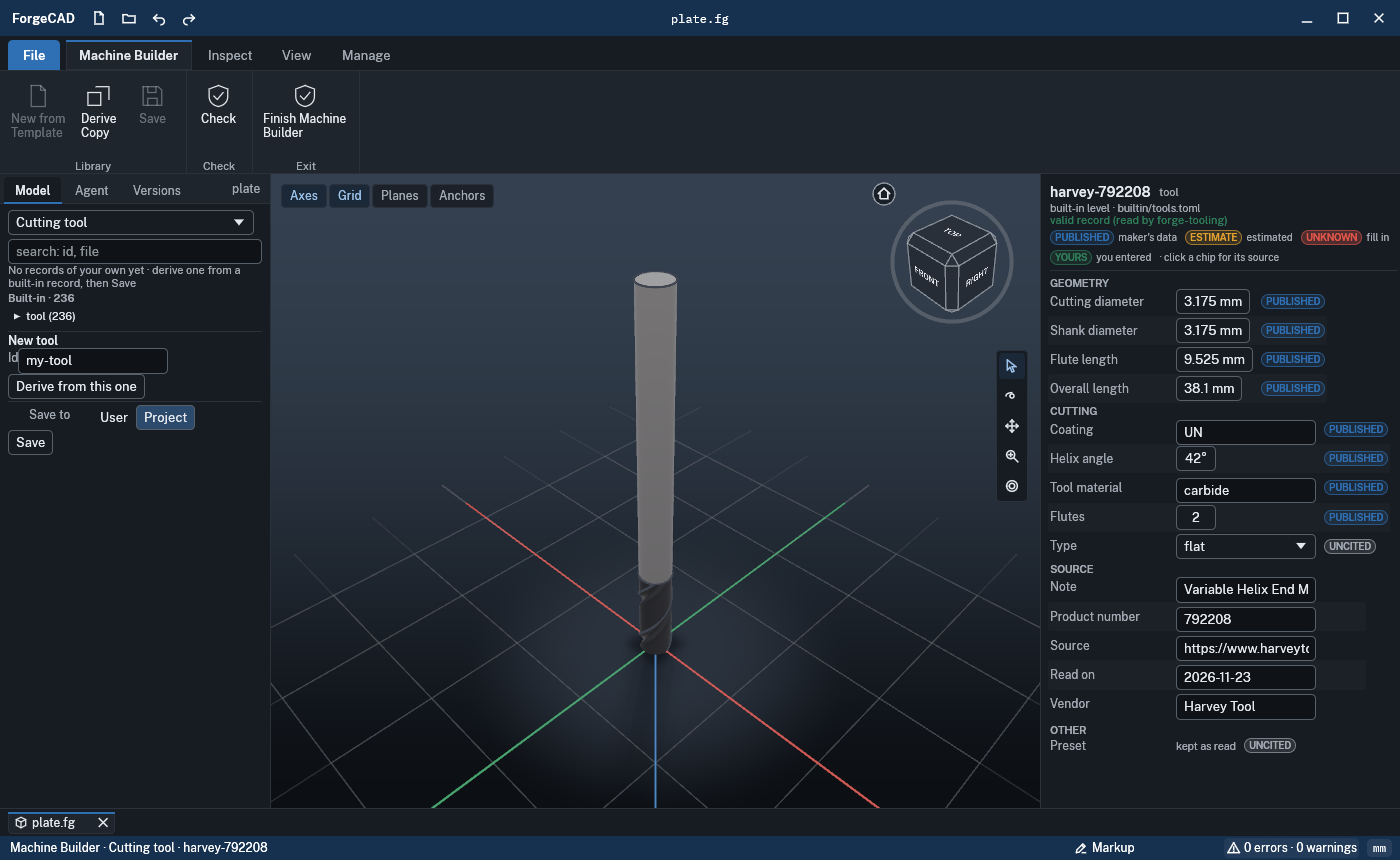 ForgeCAD
plate.fg
File
Machine Builder
Inspect
View
Manage
New from Template
Derive Copy
Save
Check
Finish Machine Builder
Library
Check
Exit
Model
Agent
Versions
plate
Cutting tool
search: id, file
No records of your own yet · derive one from a
built-in record, then Save
Built-in · 236
tool (236)
New tool
Id
my-tool
Derive from this one
Save to
User
Project
Save
Axes
Grid
Planes
Anchors
TOP
FRONT
RIGHT
harvey-792208 tool
built-in level · builtin/tools.toml
valid record (read by forge-tooling)
PUBLISHED maker's data ESTIMATE estimated UNKNOWN fill in
YOURS you entered · click a chip for its source
GEOMETRY
Cutting diameter 3.175 mm PUBLISHED
Shank diameter 3.175 mm PUBLISHED
Flute length 9.525 mm PUBLISHED
Overall length 38.1 mm PUBLISHED
CUTTING
Coating UN PUBLISHED
Helix angle 42° PUBLISHED
Tool material carbide PUBLISHED
Flutes 2 PUBLISHED
Type flat UNCITED
SOURCE
Note Variable Helix End M
Product number 792208
Source https://www.harveyto
Read on 2026-11-23
Vendor Harvey Tool
OTHER
Preset kept as read UNCITED
plate.fg
Machine Builder · Cutting tool · harvey-792208
Markup
0 errors · 0 warnings
mm